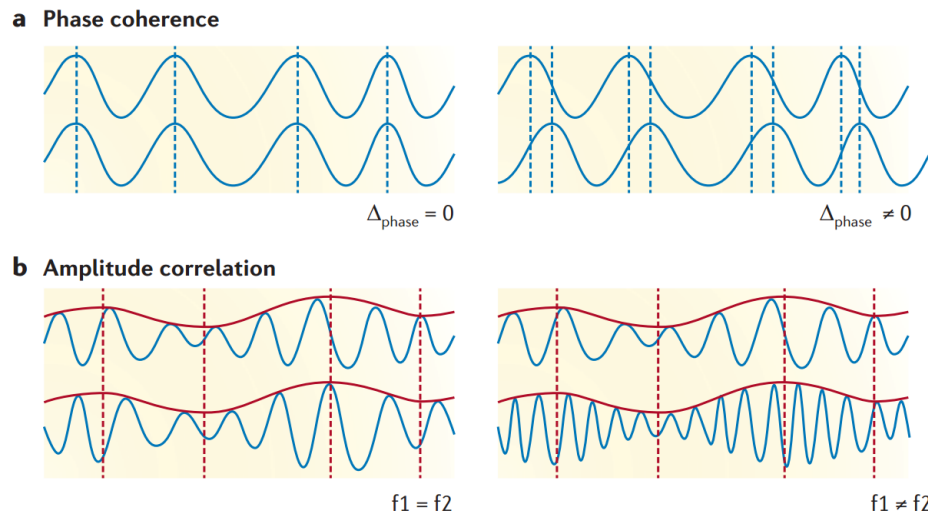 a Phase coherence
Δphase = 0
Δphase ≠ 0
b Amplitude correlation
f1 = f2
f1 ≠ f2